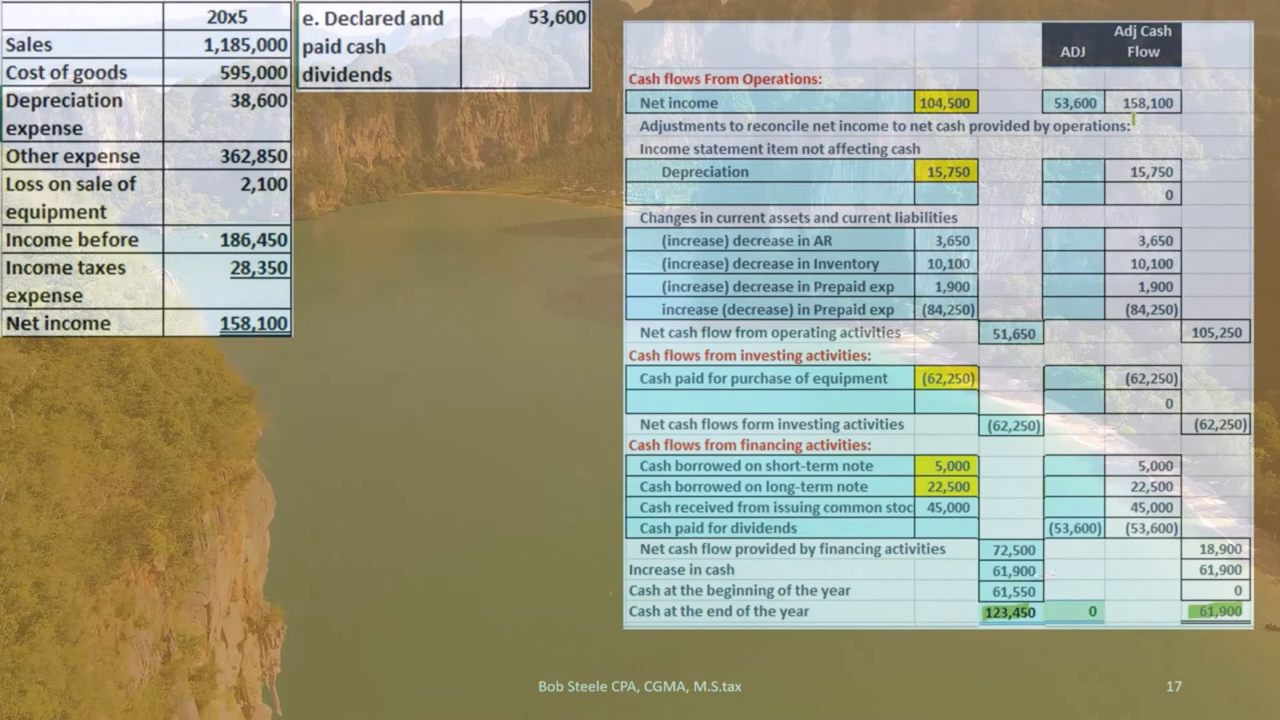 20x5
Sales 1,185,000
Cost of goods 595,000
Depreciation
expense 38,600
Other expense 362,850
Loss on sale of
equipment 2,100
Income before 186,450
Income taxes
expense 28,350
Net income 158,100
e. Declared and 53,600
paid cash
dividends
Adj Cash
ADJ Flow
Cash flows From Operations:
Net income 104,500 53,600 158,100
Adjustments to reconcile net income to net cash provided by operations:
Income statement item not affecting cash
Depreciation 15,750 15,750
0
Changes in current assets and current liabilities
(increase) decrease in AR 3,650 3,650
(increase) decrease in Inventory 10,100 10,100
(increase) decrease in Prepaid exp 1,900 1,900
increase (decrease) in Prepaid exp (84,250) (84,250)
Net cash flow from operating activities 51,650 105,250
Cash flows from investing activities:
Cash paid for purchase of equipment (62,250) (62,250)
0
Net cash flows form investing activities (62,250) (62,250)
Cash flows from financing activities:
Cash borrowed on short-term note 5,000 5,000
Cash borrowed on long-term note 22,500 22,500
Cash received from issuing common stoc 45,000 45,000
Cash paid for dividends (53,600) (53,600)
Net cash flow provided by financing activities 72,500 18,900
Increase in cash 61,900 61,900
Cash at the beginning of the year 61,550 0
Cash at the end of the year 123,450 0 61,900
Bob Steele CPA, CGMA, M.S.tax 17